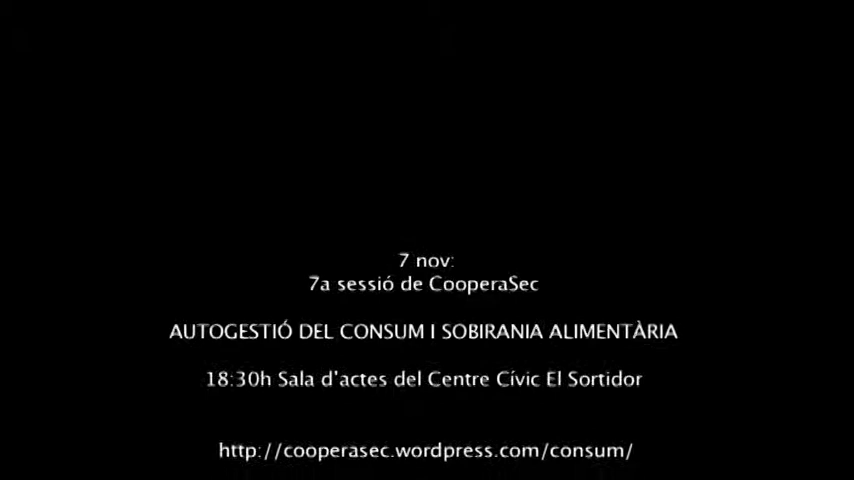 7 nov:
7a sessió de CooperaSec
AUTOGESTIÓ DEL CONSUM I SOBIRANIA ALIMENTÀRIA
18:30h Sala d'actes del Centre Cívic El Sortidor
http://cooperasec.wordpress.com/consum/